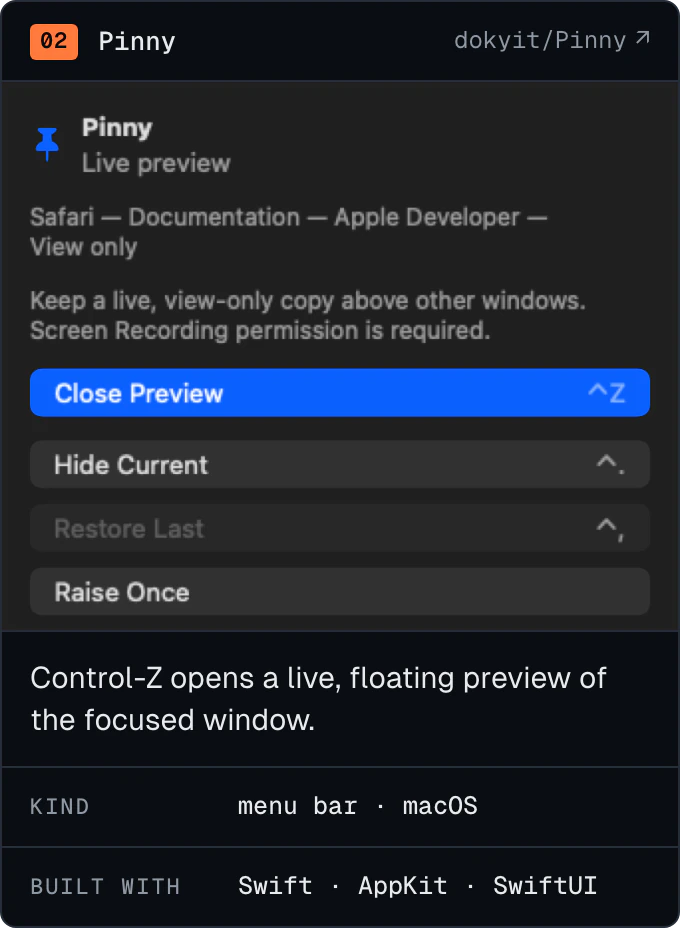 02 Pinny dokyit/Pinny ↗
Pinny
Live preview
Safari — Documentation — Apple Developer —
View only
Keep a live, view-only copy above other windows.
Screen Recording permission is required.
Close Preview ^Z
Hide Current ^.
Restore Last ^,
Raise Once
Control-Z opens a live, floating preview of
the focused window.
KIND menu bar · macOS
BUILT WITH Swift · AppKit · SwiftUI